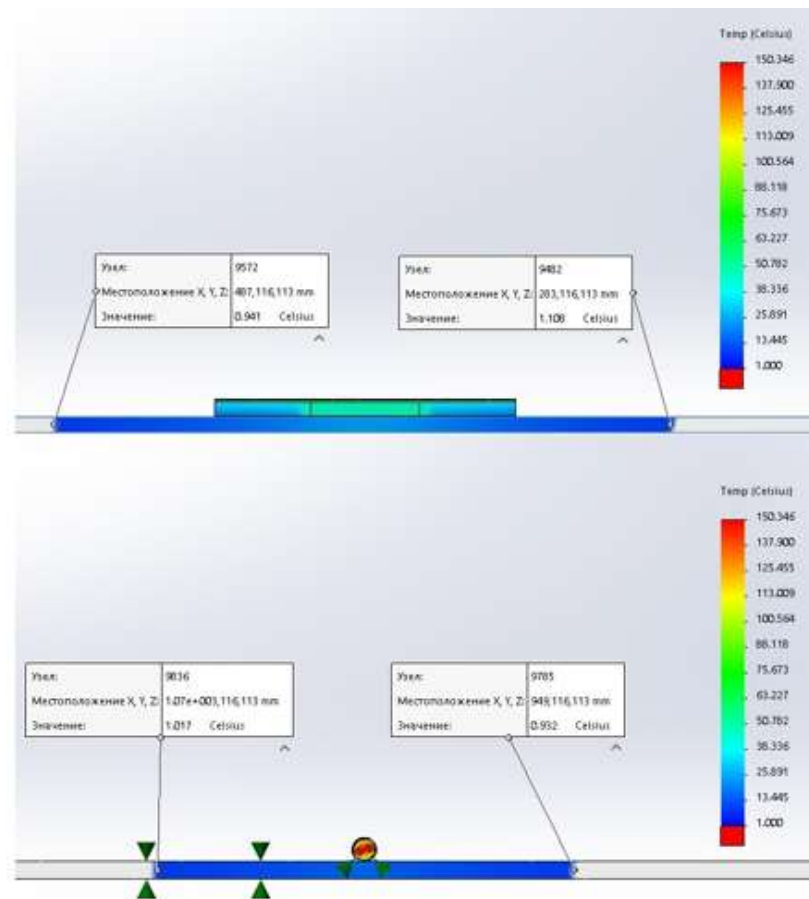 Temp (Celsius)
150.346
137.900
125.455
113.009
100.564
88.118
75.673
63.227
50.782
38.336
25.891
13.445
1.000
Узел: 9572
Местоположение X, Y, Z: 487,116,113 mm
Значение: 0.941 Celsius
Узел: 9482
Местоположение X, Y, Z: 283,116,113 mm
Значение: 1.108 Celsius
Temp (Celsius)
150.346
137.900
125.455
113.009
100.564
88.118
75.673
63.227
50.782
38.336
25.891
13.445
1.000
Узел: 9836
Местоположение X, Y, Z: 1.07e+003,116,113 mm
Значение: 1.017 Celsius
Узел: 9785
Местоположение X, Y, Z: 949,116,113 mm
Значение: 0.932 Celsius